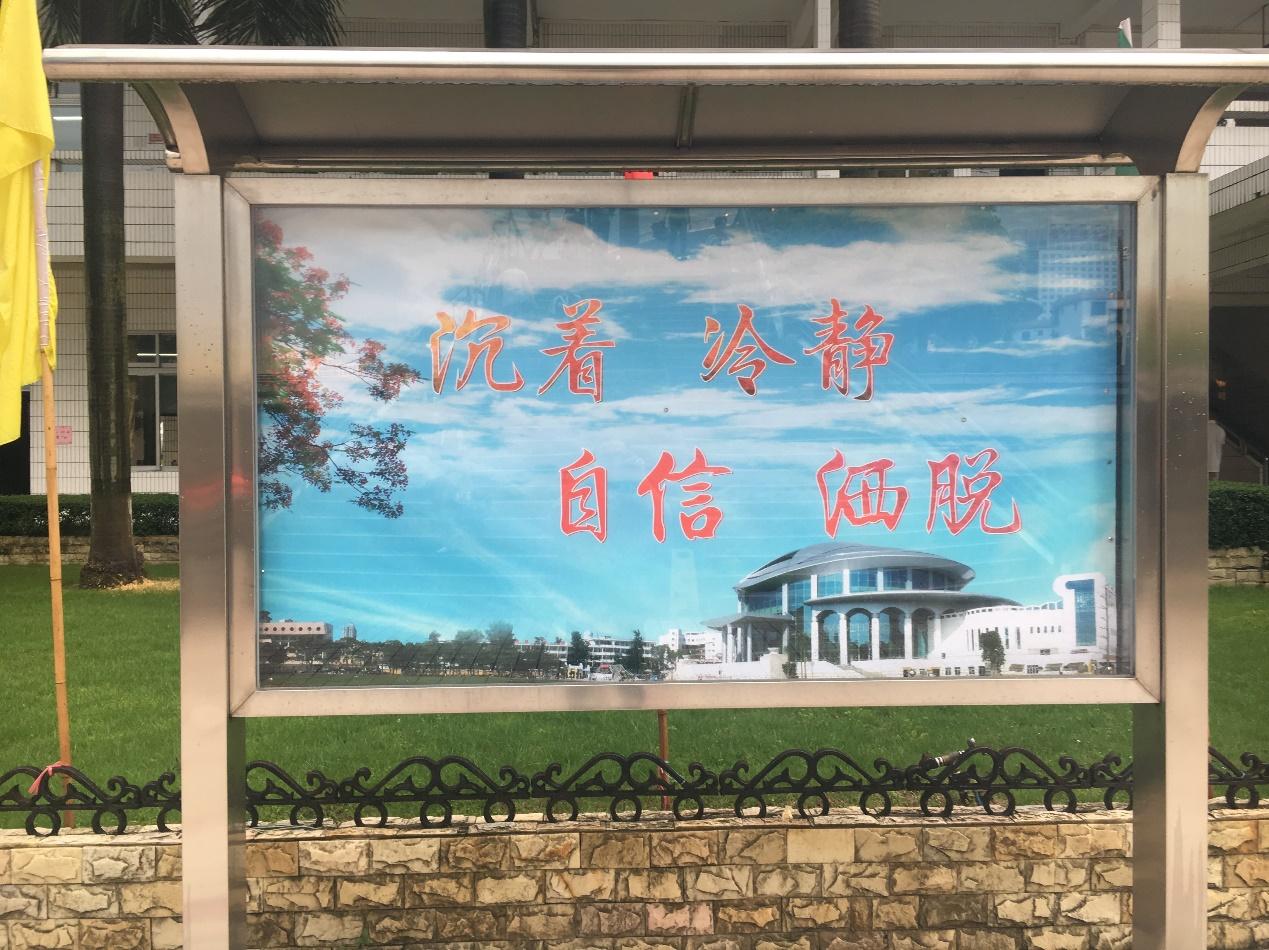 沉着 冷静
自信 洒脱